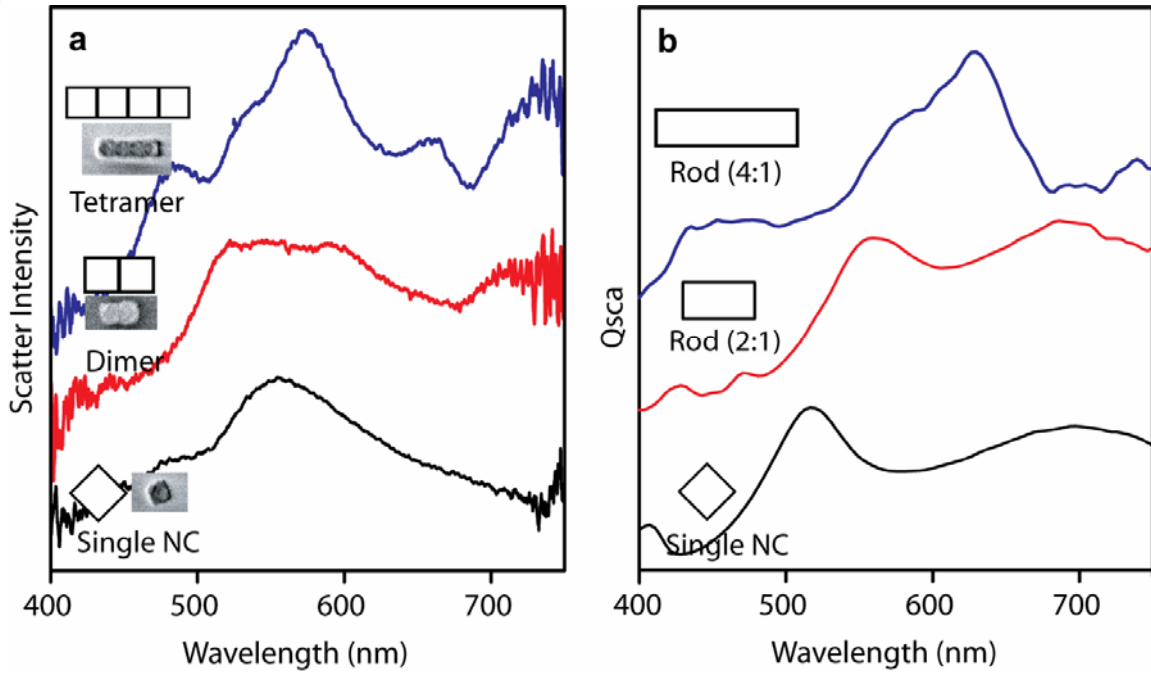 a
Tetramer
Dimer
Single NC
Scatter Intensity
400 500 600 700
Wavelength (nm)
b
Rod (4:1)
Rod (2:1)
Single NC
Qsca
400 500 600 700
Wavelength (nm)